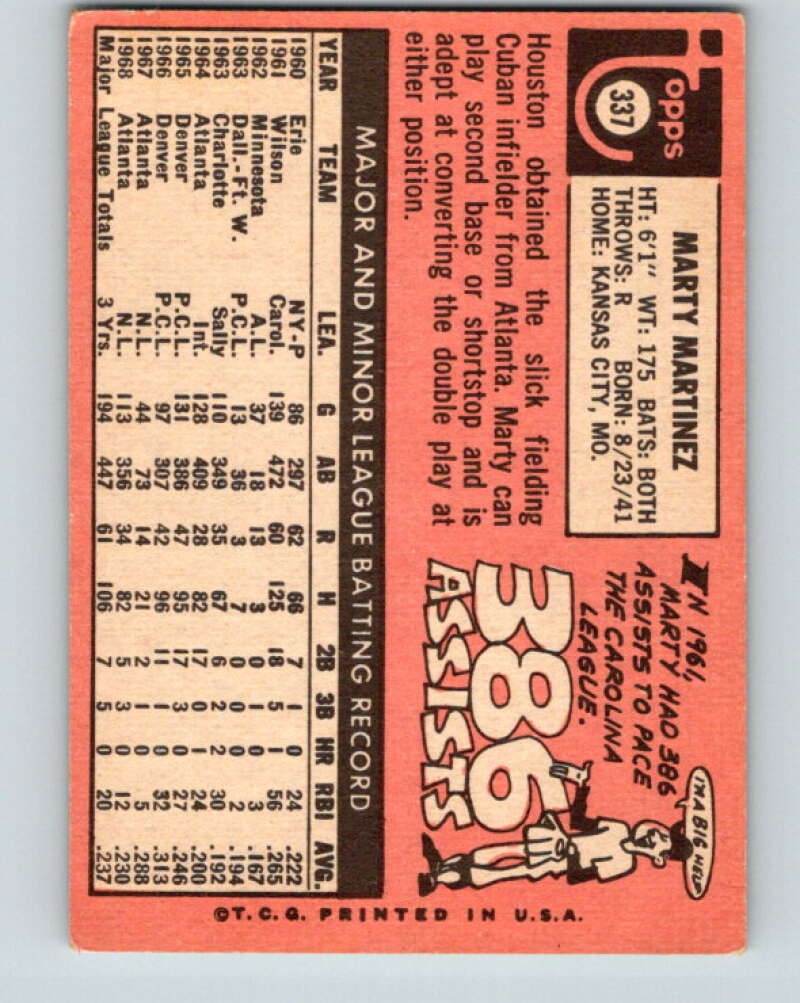 Topps
337
MARTY MARTINEZ
HT: 6'1" WT: 175 BATS: BOTH
THROWS: R BORN: 8/23/41
HOME: KANSAS CITY, MO.
Houston obtained the slick fielding
Cuban infielder from Atlanta. Marty can
play second base or shortstop and is
adept at converting the double play at
either position.
IN 1961,
MARTY HAD 386
ASSISTS TO PACE
THE CAROLINA
LEAGUE.
I'M A BIG HELP
386
ASSISTS
MAJOR AND MINOR LEAGUE BATTING RECORD
YEAR TEAM LEA. G AB R H 2B 3B HR RBI AVG.
1960 Erie NY-P 86 297 62 66 7 1 0 24 .222
1961 Wilson Carol. 139 472 60 125 18 5 1 56 .265
1962 Minnesota A.L. 37 18 13 3 0 1 0 3 .167
1963 Dall.-Ft. W. P.C.L. 13 36 3 7 0 0 0 2 .194
1963 Charlotte Sally 110 349 35 67 6 2 2 30 .192
1964 Atlanta Int. 128 409 28 82 17 0 1 24 .200
1965 Denver P.C.L. 131 386 47 95 17 3 0 27 .246
1966 Denver P.C.L. 97 307 42 96 11 1 0 32 .313
1967 Atlanta N.L. 44 73 14 21 2 1 0 5 .288
1968 Atlanta N.L. 113 356 34 82 5 3 0 12 .230
Major League Totals 3 Yrs. 194 447 61 106 7 5 0 20 .237
©T.C.G. PRINTED IN U.S.A.